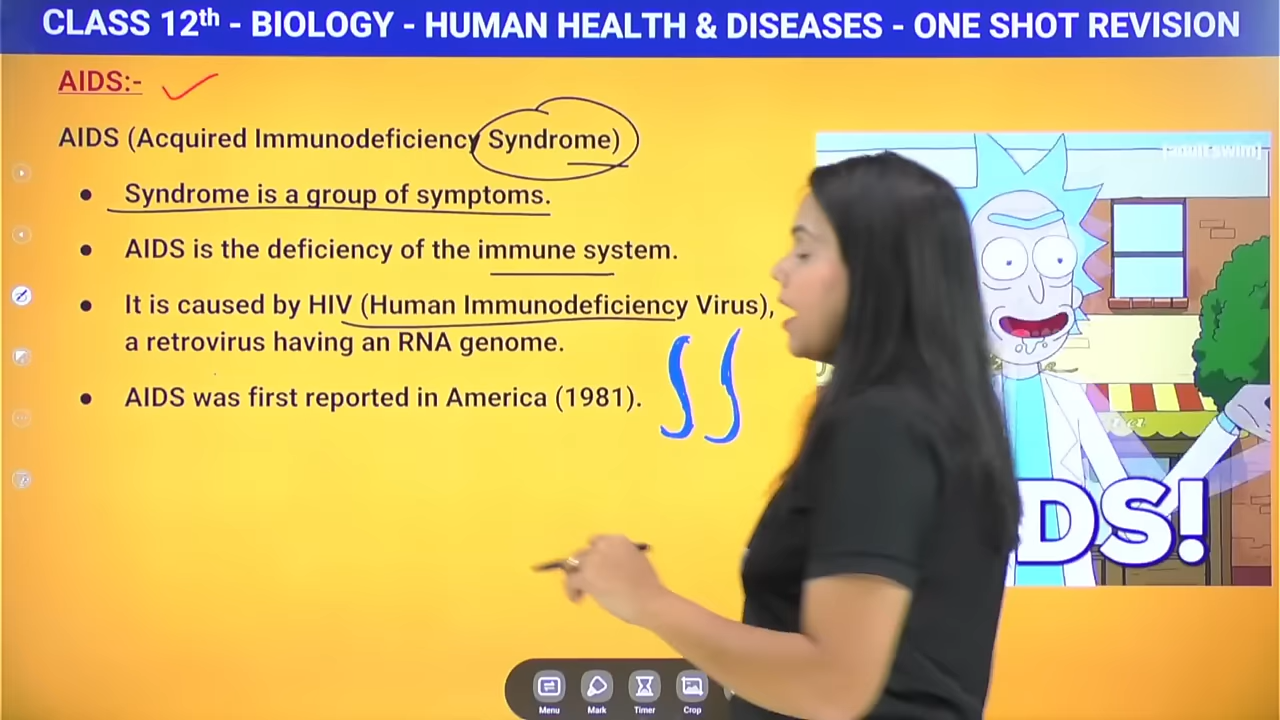 CLASS 12th - BIOLOGY - HUMAN HEALTH & DISEASES - ONE SHOT REVISION
AIDS:-
AIDS (Acquired Immunodeficiency Syndrome)
[adult swim]
• Syndrome is a group of symptoms.
• AIDS is the deficiency of the immune system.
• It is caused by HIV (Human Immunodeficiency Virus),
a retrovirus having an RNA genome.
• AIDS was first reported in America (1981).
DS!
Menu Mark Timer Crop